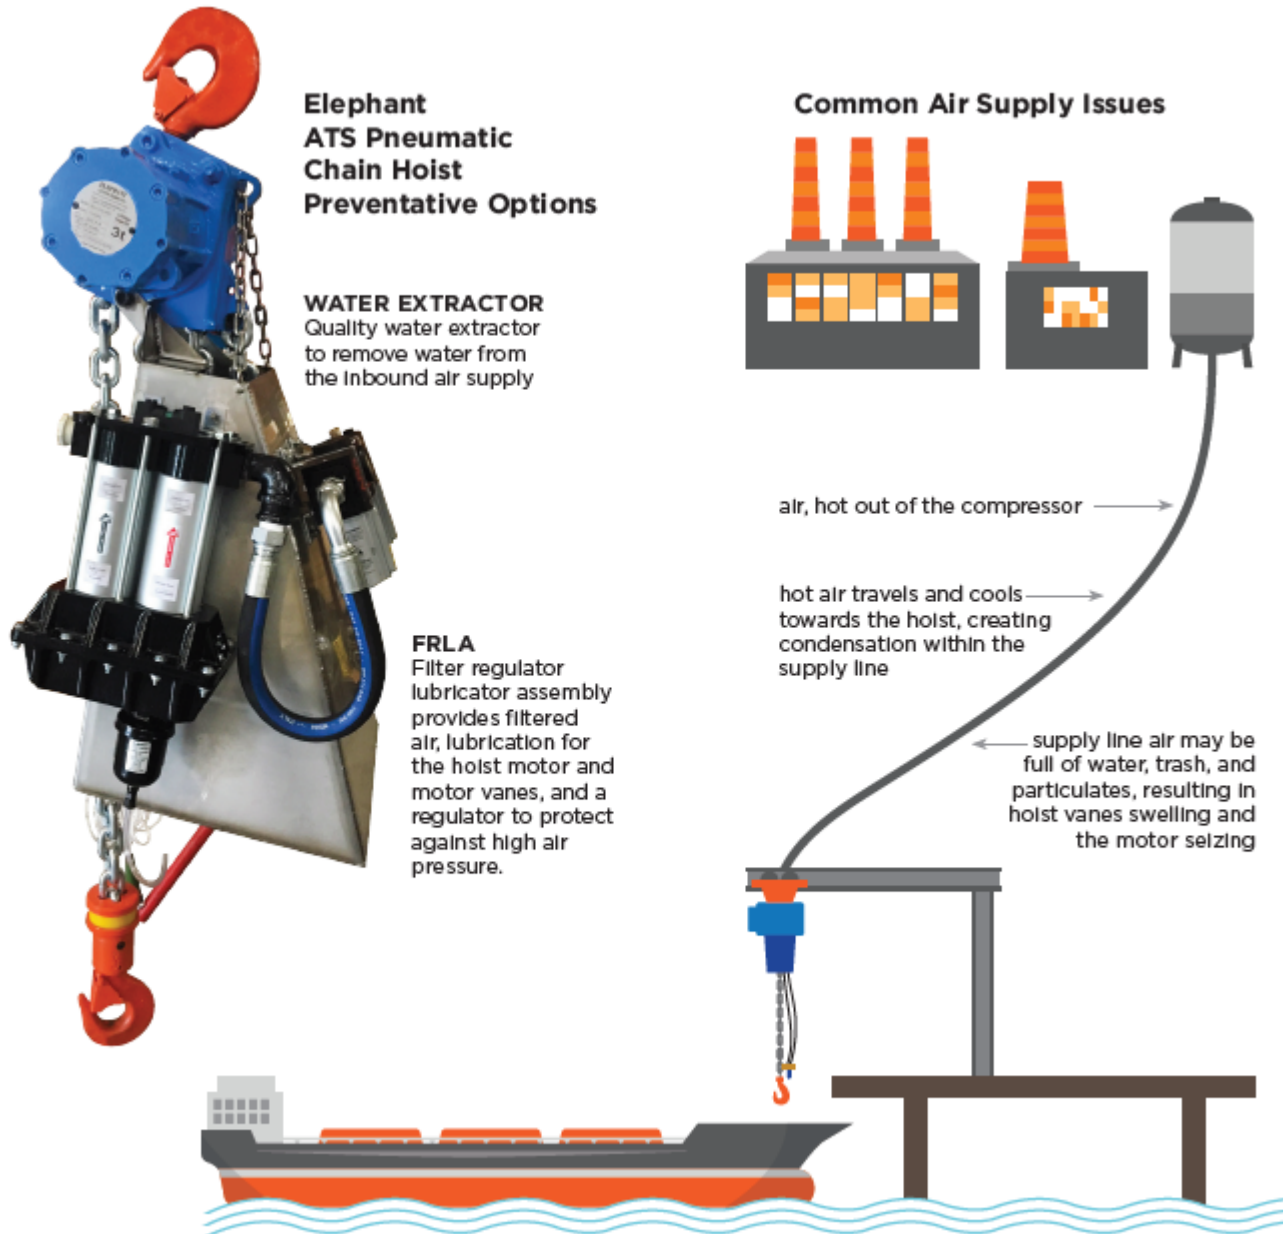 Elephant
ATS Pneumatic
Chain Hoist
Preventative Options
WATER EXTRACTOR
Quality water extractor
to remove water from
the inbound air supply
3t
FRLA
Filter regulator
lubricator assembly
provides filtered
air, lubrication for
the hoist motor and
motor vanes, and a
regulator to protect
against high air
pressure.
Common Air Supply Issues
air, hot out of the compressor
hot air travels and cools
towards the hoist, creating
condensation within the
supply line
supply line air may be
full of water, trash, and
particulates, resulting in
hoist vanes swelling and
the motor seizing